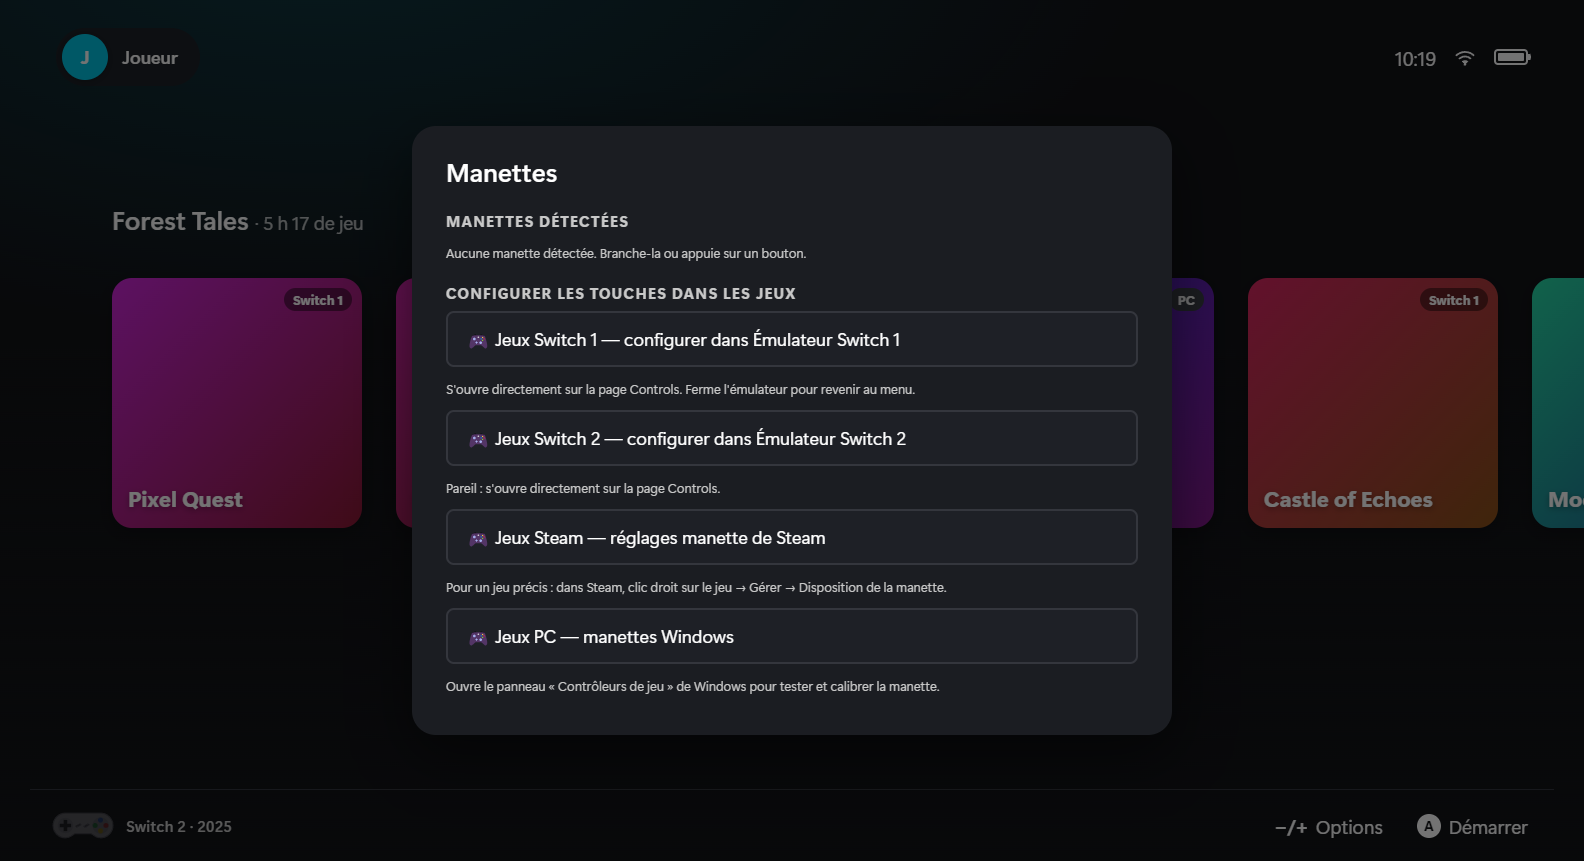 J Joueur
10:19
Manettes
MANETTES DÉTECTÉES
Aucune manette détectée. Branche-la ou appuie sur un bouton.
Forest Tales · 5 h 17 de jeu
CONFIGURER LES TOUCHES DANS LES JEUX
Switch 1
PC
Switch 1
Jeux Switch 1 — configurer dans Émulateur Switch 1
S'ouvre directement sur la page Controls. Ferme l'émulateur pour revenir au menu.
Jeux Switch 2 — configurer dans Émulateur Switch 2
Pareil : s'ouvre directement sur la page Controls.
Pixel Quest
Castle of Echoes
Jeux Steam — réglages manette de Steam
Pour un jeu précis : dans Steam, clic droit sur le jeu → Gérer → Disposition de la manette.
Jeux PC — manettes Windows
Ouvre le panneau « Contrôleurs de jeu » de Windows pour tester et calibrer la manette.
Switch 2 · 2025
–/+ Options
A Démarrer